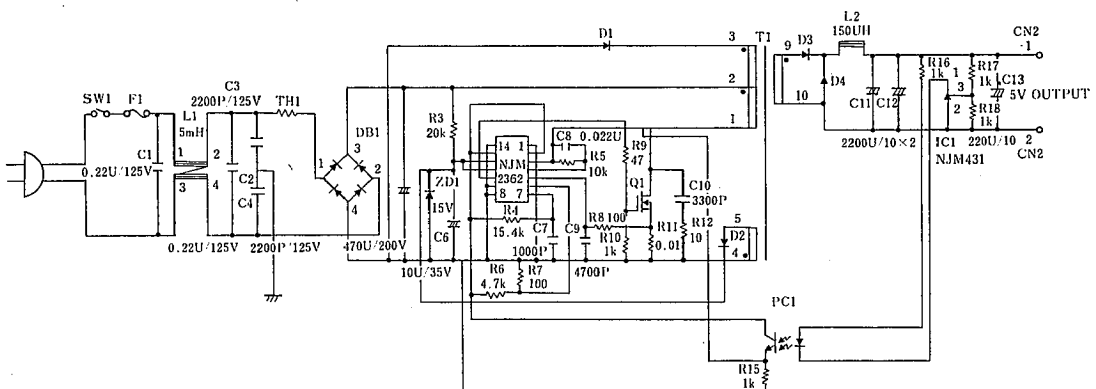 D1
3
T1
9
D3
L2
150UH
CN2
1
SW1
F1
C3
2200P/125V
L1
5mH
TH1
2
10
D4
R16
1k
1
R17
1k
3
C13
5V OUTPUT
C11
C12
2
R18
1k
2200U/10×2
IC1
NJM431
220U/10
2
CN2
C1
0.22U/125V
1
2
3
4
C2
C4
0.22U/125V
2200P/125V
DB1
3
1
2
4
470U/200V
R3
20k
ZD1
15V
C6
10U/35V
14
1
NJM
2362
8
7
1
C8
0.022U
R5
10k
R9
47
Q1
R4
15.4k
C7
1000P
C9
4700P
R8
100
R10
1k
R11
0.01
R12
10
C10
3300P
5
D2
4
R6
4.7k
R7
100
PC1
R15
1k